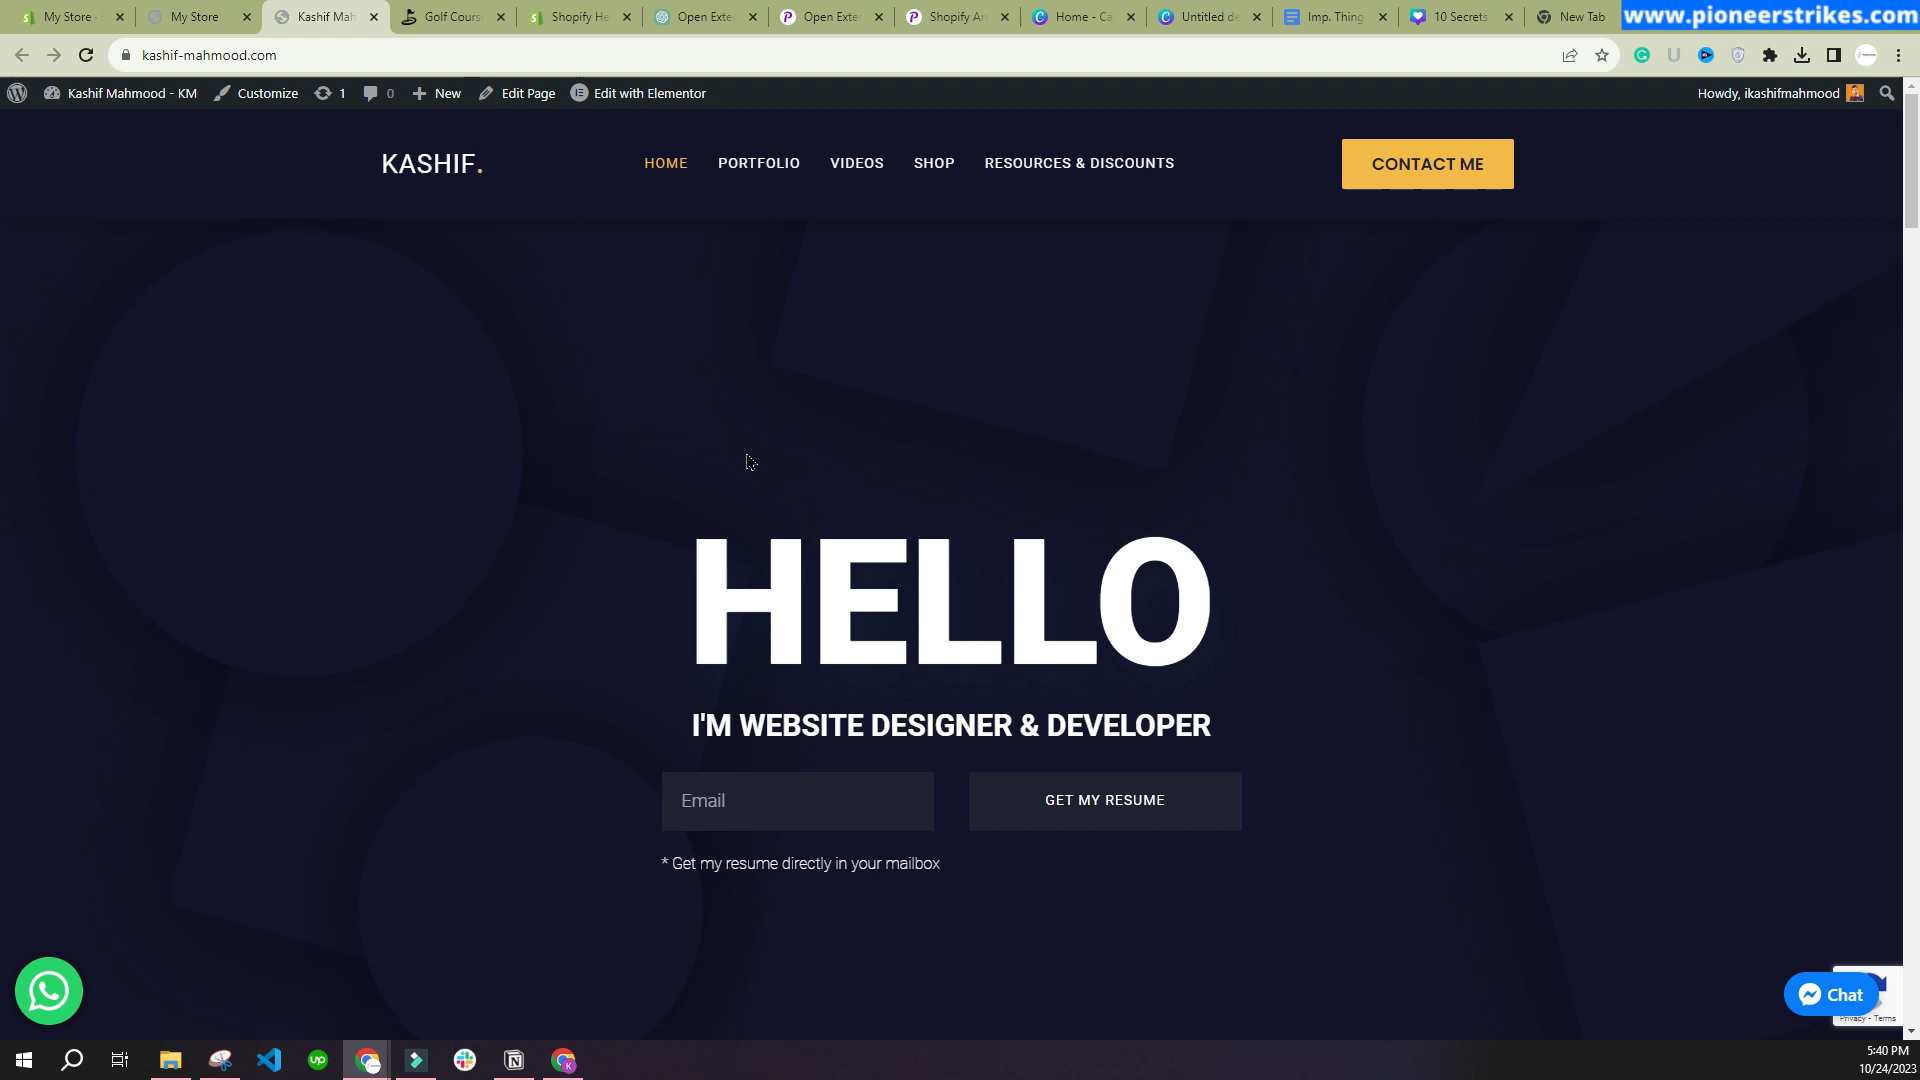 My Store
My Store
Kashif Mah
Golf Cours
Shopify He
Open Exte
Open Exte
Shopify An
Home - Ca
Untitled de
Imp. Thing
10 Secrets
New Tab
www.pioneerstrikes.com
kashif-mahmood.com
Kashif Mahmood - KM
Customize
1
0
New
Edit Page
Edit with Elementor
Howdy, ikashifmahmood
KASHIF.
HOME
PORTFOLIO
VIDEOS
SHOP
RESOURCES & DISCOUNTS
CONTACT ME
HELLO
I'M WEBSITE DESIGNER & DEVELOPER
Email
GET MY RESUME
* Get my resume directly in your mailbox
Chat
Privacy - Terms
up
N
K
5:40 PM
10/24/2023